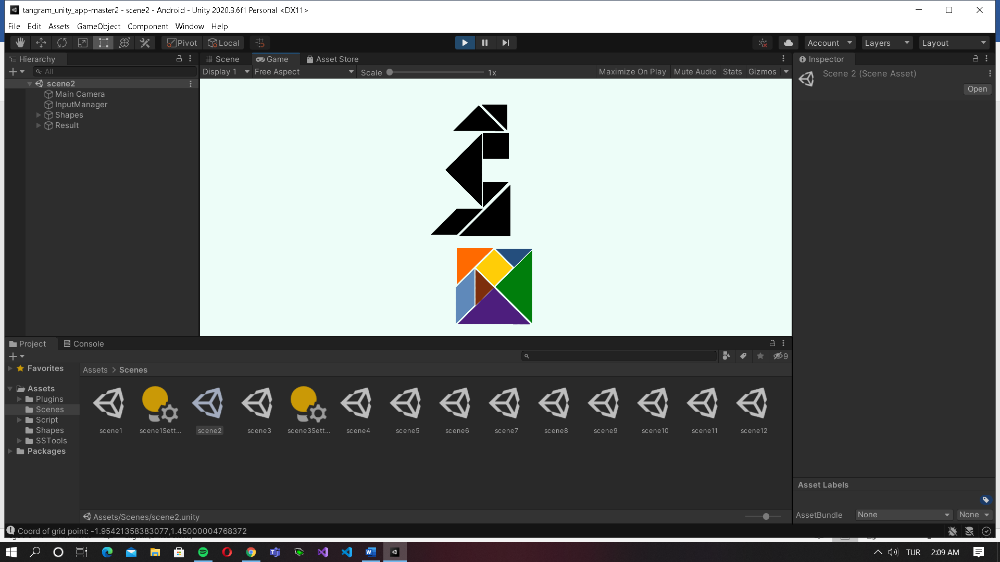 tangram_unity_app-master2 - scene2 - Android - Unity 2020.3.6f1 Personal <DX11>
File Edit Assets GameObject Component Window Help
Pivot Local Account Layers Layout
Hierarchy
All
scene2
Main Camera
InputManager
Shapes
Result
Scene Game Asset Store
Display 1 Free Aspect Scale 1x Maximize On Play Mute Audio Stats Gizmos
Inspector
Scene 2 (Scene Asset)
Open
Project Console
9
Favorites
Assets
Plugins
Scenes
Script
Shapes
SSTools
Packages
Assets > Scenes
scene1 scene1Sett... scene2 scene3 scene3Sett... scene4 scene5 scene6 scene7 scene8 scene9 scene10 scene11 scene12
Assets/Scenes/scene2.unity
Asset Labels
AssetBundle None None
Coord of grid point: -1.95421358383077,1.45000004768372
TUR 2:09 AM